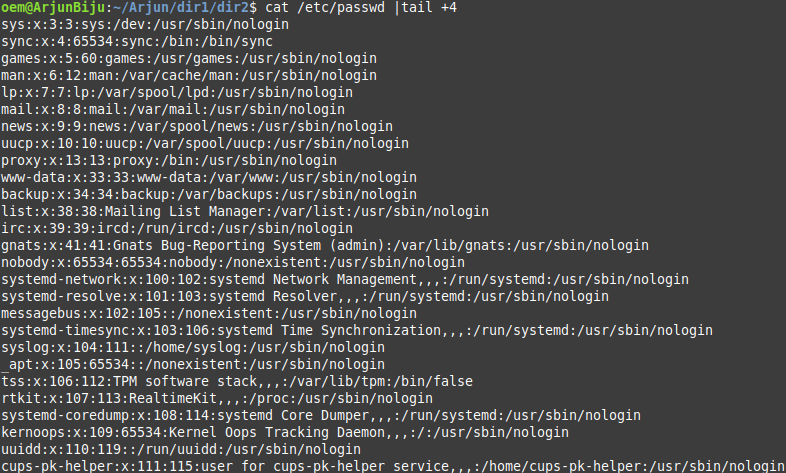 oem@ArjunBiju:~/Arjun/dir1/dir2$ cat /etc/passwd |tail +4
sys:x:3:3:sys:/dev:/usr/sbin/nologin
sync:x:4:65534:sync:/bin:/bin/sync
games:x:5:60:games:/usr/games:/usr/sbin/nologin
man:x:6:12:man:/var/cache/man:/usr/sbin/nologin
lp:x:7:7:lp:/var/spool/lpd:/usr/sbin/nologin
mail:x:8:8:mail:/var/mail:/usr/sbin/nologin
news:x:9:9:news:/var/spool/news:/usr/sbin/nologin
uucp:x:10:10:uucp:/var/spool/uucp:/usr/sbin/nologin
proxy:x:13:13:proxy:/bin:/usr/sbin/nologin
www-data:x:33:33:www-data:/var/www:/usr/sbin/nologin
backup:x:34:34:backup:/var/backups:/usr/sbin/nologin
list:x:38:38:Mailing List Manager:/var/list:/usr/sbin/nologin
irc:x:39:39:ircd:/run/ircd:/usr/sbin/nologin
gnats:x:41:41:Gnats Bug-Reporting System (admin):/var/lib/gnats:/usr/sbin/nologin
nobody:x:65534:65534:nobody:/nonexistent:/usr/sbin/nologin
systemd-network:x:100:102:systemd Network Management,,,:/run/systemd:/usr/sbin/nologin
systemd-resolve:x:101:103:systemd Resolver,,,:/run/systemd:/usr/sbin/nologin
messagebus:x:102:105::/nonexistent:/usr/sbin/nologin
systemd-timesync:x:103:106:systemd Time Synchronization,,,:/run/systemd:/usr/sbin/nologin
syslog:x:104:111::/home/syslog:/usr/sbin/nologin
_apt:x:105:65534::/nonexistent:/usr/sbin/nologin
tss:x:106:112:TPM software stack,,,:/var/lib/tpm:/bin/false
rtkit:x:107:113:RealtimeKit,,,:/proc:/usr/sbin/nologin
systemd-coredump:x:108:114:systemd Core Dumper,,,:/run/systemd:/usr/sbin/nologin
kernoops:x:109:65534:Kernel Oops Tracking Daemon,,,:/:/usr/sbin/nologin
uuidd:x:110:119::/run/uuidd:/usr/sbin/nologin
cups-pk-helper:x:111:115:user for cups-pk-helper service,,,:/home/cups-pk-helper:/usr/sbin/nologin